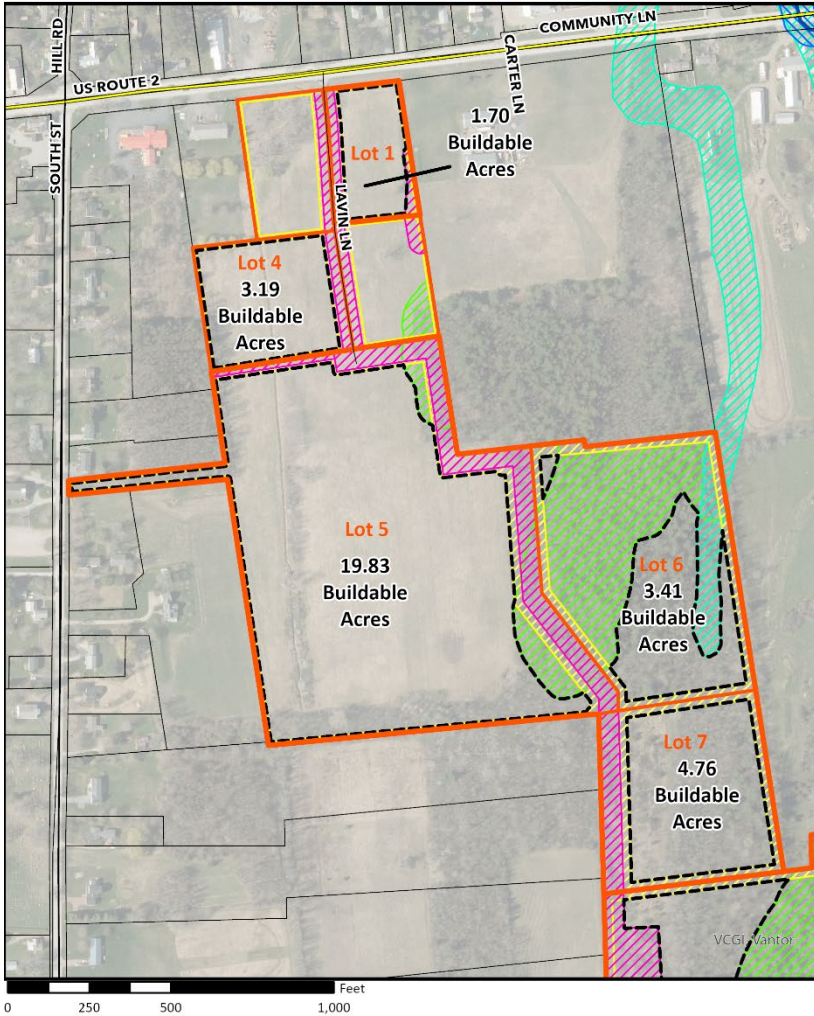 COMMUNITY LN
HILL RD
US ROUTE 2
CARTER LN
SOUTH ST
1.70
Buildable
Acres
Lot 1
LAVIN LN
Lot 4
3.19
Buildable
Acres
Lot 5
19.83
Buildable
Acres
Lot 6
3.41
Buildable
Acres
Lot 7
4.76
Buildable
Acres
VCGI, Vantor
Feet
0 250 500 1,000